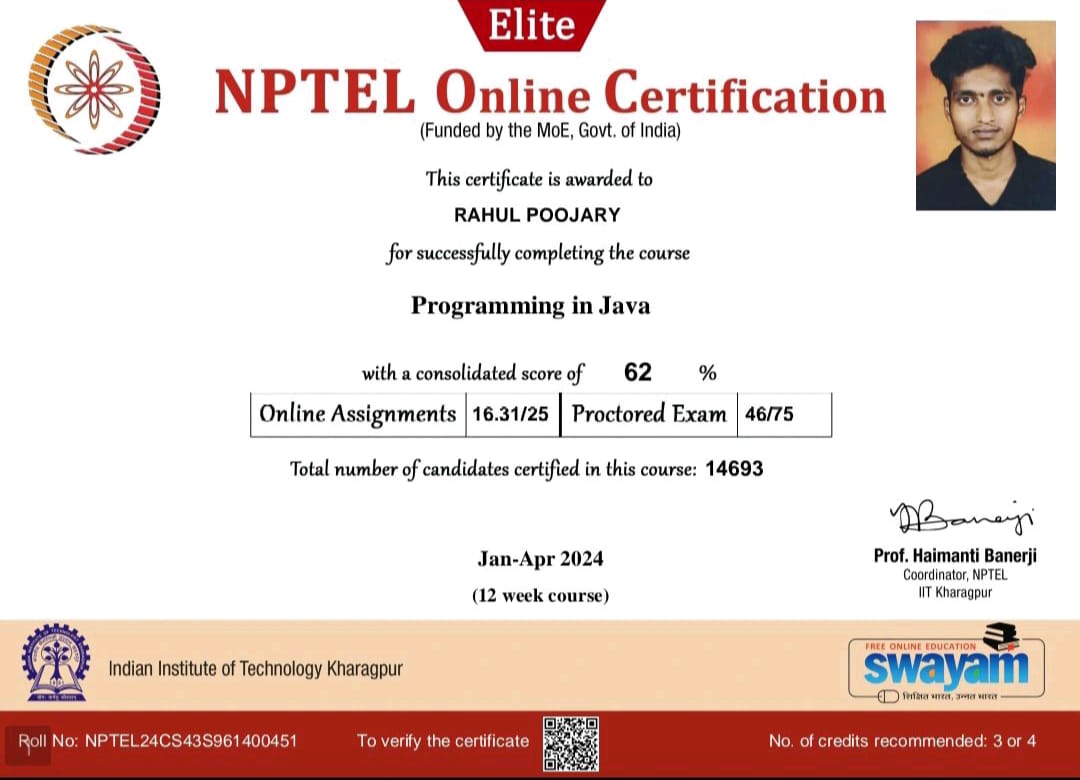 Elite
NPTEL Online Certification
(Funded by the MoE, Govt. of India)
This certificate is awarded to
RAHUL POOJARY
for successfully completing the course
Programming in Java
with a consolidated score of 62 %
Online Assignments 16.31/25 Proctored Exam 46/75
Total number of candidates certified in this course: 14693
Jan-Apr 2024
(12 week course)
Prof. Haimanti Banerji
Coordinator, NPTEL
IIT Kharagpur
Indian Institute of Technology Kharagpur
FREE ONLINE EDUCATION
swayam
शिक्षित भारत, उन्नत भारत
Roll No: NPTEL24CS43S961400451
To verify the certificate
No. of credits recommended: 3 or 4